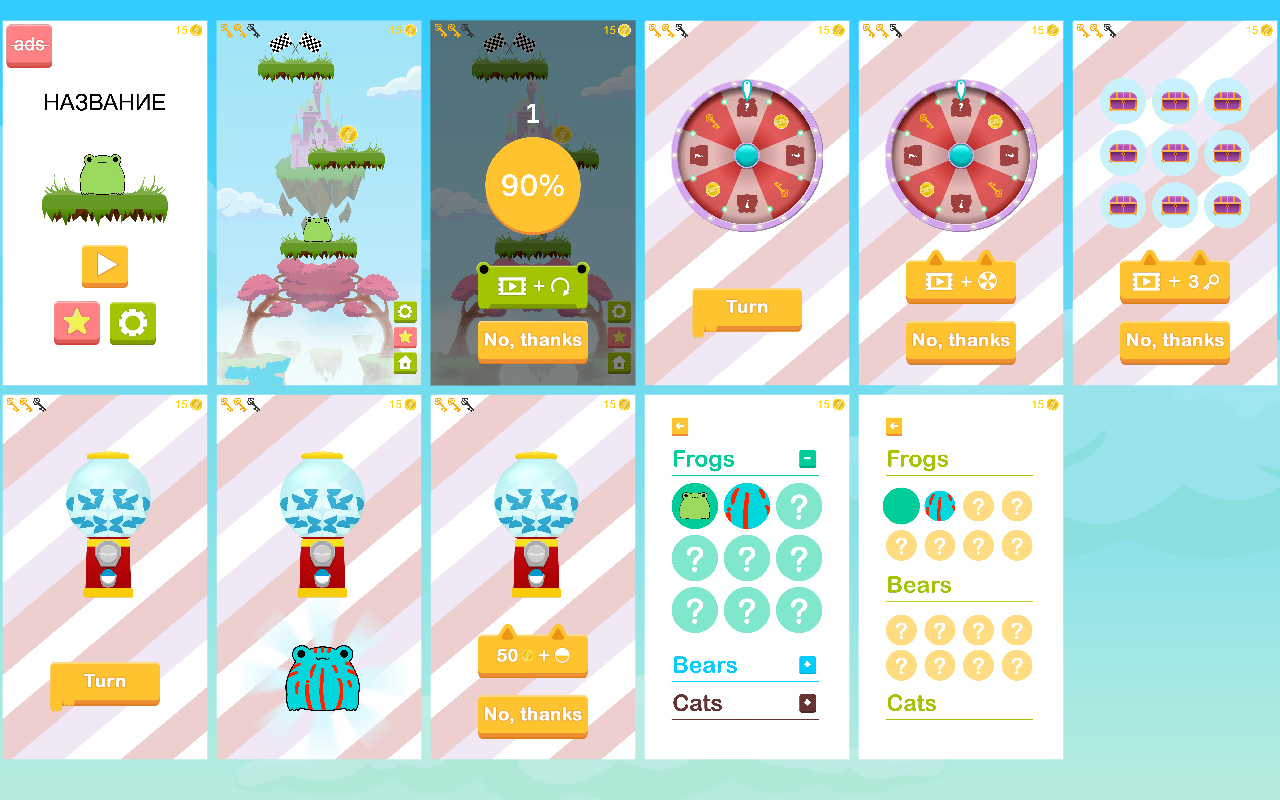 ads
15
НАЗВАНИЕ
15
15
1
90%
+
No, thanks
15
?
Turn
15
?
+
No, thanks
15
+ 3
No, thanks
15
Turn
15
15
50 +
No, thanks
15
Frogs
?
? ? ?
? ? ?
Bears
Cats
15
Frogs
? ?
? ? ? ?
Bears
? ? ? ?
? ? ? ?
Cats